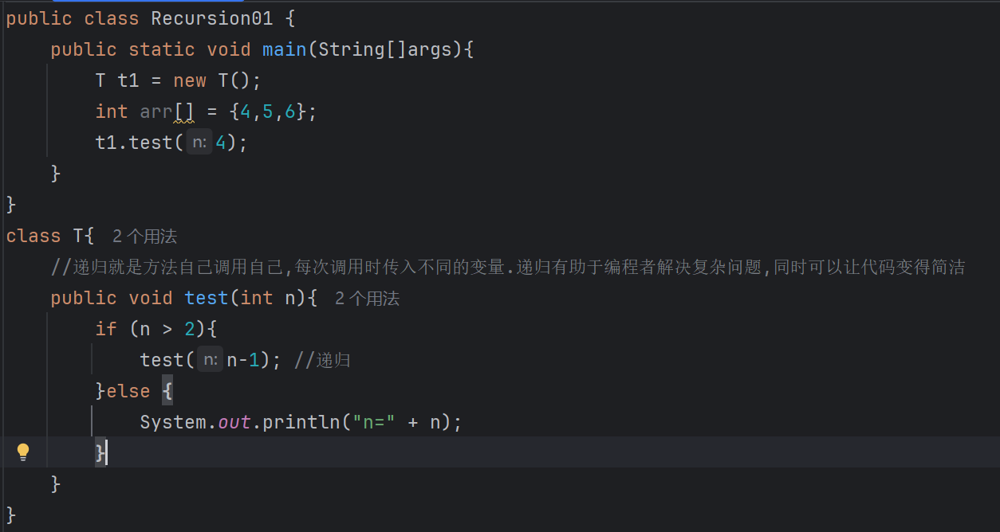 public class Recursion01 {
    public static void main(String[]args){
        T t1 = new T();
        int arr[] = {4,5,6};
        t1.test( n: 4);
    }
}
class T{  2 个用法
    //递归就是方法自己调用自己,每次调用时传入不同的变量.递归有助于编程者解决复杂问题,同时可以让代码变得简洁
    public void test(int n){  2 个用法
        if (n > 2){
            test( n: n-1); //递归
        }else {
            System.out.println("n=" + n);
        }
    }
}